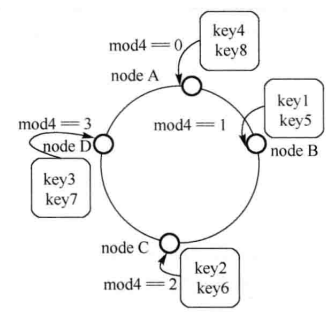 key4
key8
mod4 == 0
node A
key1
key5
mod4 == 1
node B
mod4 == 3
node D
key3
key7
node C
key2
key6
mod4 == 2